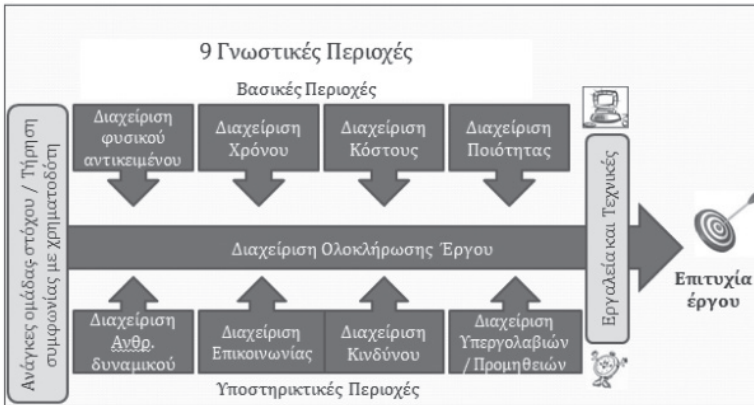 9 Γνωστικές Περιοχές
Βασικές Περιοχές
Ανάγκες ομάδας- στόχου / Τήρηση
συμφωνίας με χρηματοδότη
Διαχείριση
φυσικού
αντικειμένου
Διαχείριση
Χρόνου
Διαχείριση
Κόστους
Διαχείριση
Ποιότητας
Διαχείριση Ολοκλήρωσης Έργου
Διαχείριση
Ανθρ.
δυναμικού
Διαχείριση
Επικοινωνίας
Διαχείριση
Κινδύνου
Διαχείριση
Υπεργολαβιών
/ Προμηθειών
Υποστηρικτικές Περιοχές
Εργαλεία και Τεχνικές
Επιτυχία
έργου